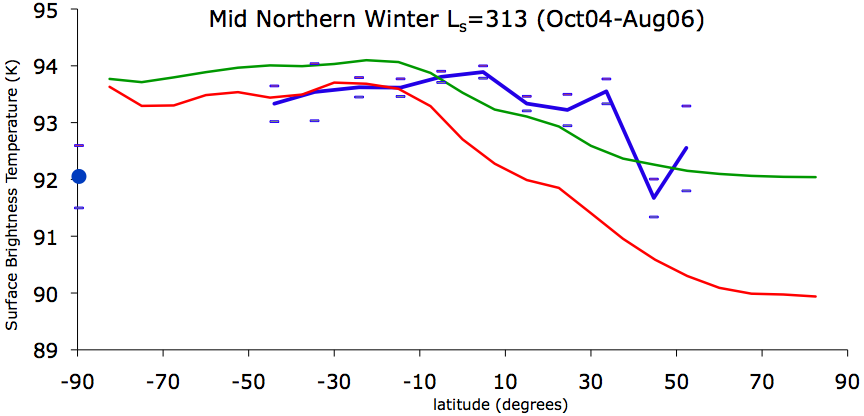 Mid Northern Winter Ls=313 (Oct04-Aug06)
Surface Brightness Temperature (K)
95
94
93
92
91
90
89
-90 -70 -50 -30 -10 10 30 50 70 90
latitude (degrees)